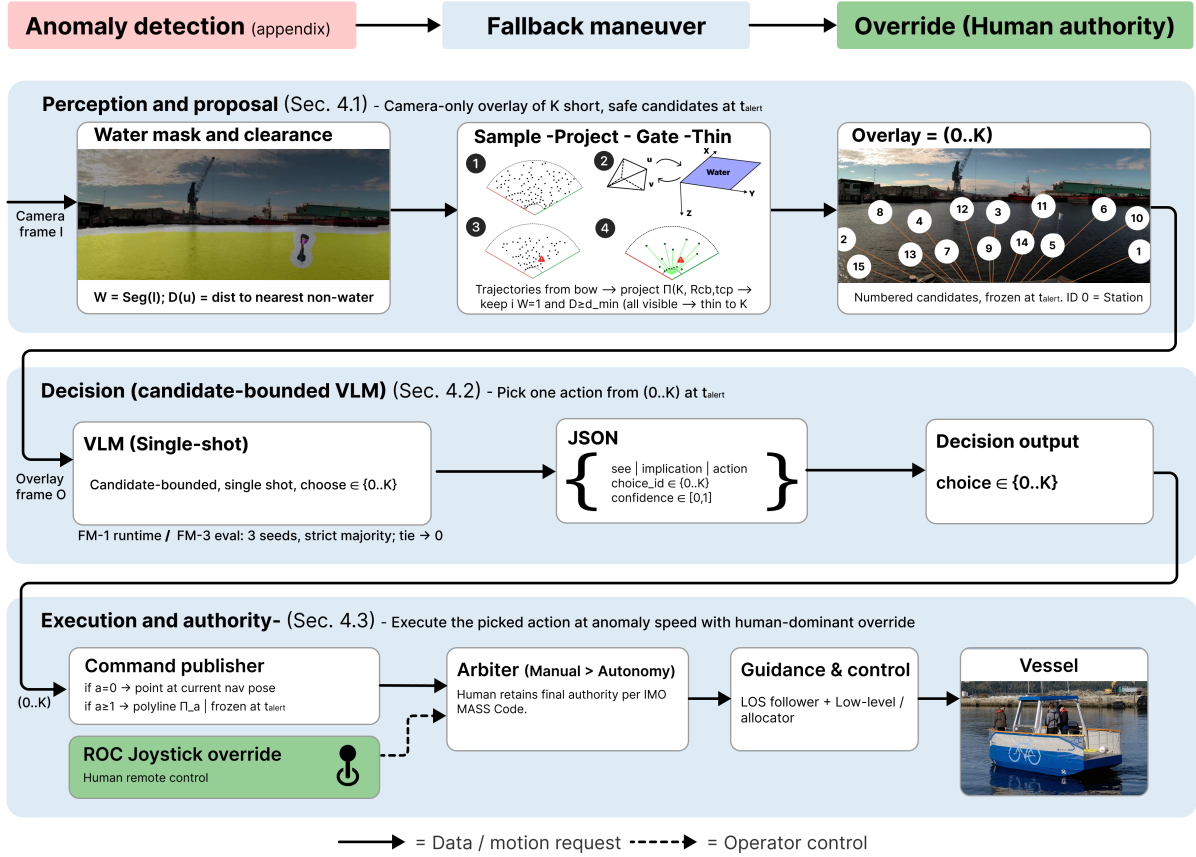 Anomaly detection (appendix)
Fallback maneuver
Override (Human authority)
Perception and proposal (Sec. 4.1) - Camera-only overlay of K short, safe candidates at t_alert
Camera
frame I
Water mask and clearance
W = Seg(I); D(u) = dist to nearest non-water
Sample -Project - Gate -Thin
1
2
u
v
X
Water
Y
Z
3
4
Trajectories from bow → project Π(K, Rcb,tcp →
keep i W=1 and D≥d_min (all visible → thin to K
Overlay = (0..K)
8
4
12
3
11
6
10
2
15
13
7
9
14
5
1
Numbered candidates, frozen at t_alert. ID 0 = Station
Decision (candidate-bounded VLM) (Sec. 4.2) - Pick one action from (0..K) at t_alert
Overlay
frame O
VLM (Single-shot)
Candidate-bounded, single shot, choose ∈ {0..K}
FM-1 runtime / FM-3 eval: 3 seeds, strict majority; tie → 0
JSON
{
see | implication | action
choice_id ∈ {0..K}
confidence ∈ [0,1]
}
Decision output
choice ∈ {0..K}
Execution and authority- (Sec. 4.3) - Execute the picked action at anomaly speed with human-dominant override
(0..K)
Command publisher
if a=0 → point at current nav pose
if a≥1 → polyline Π_a | frozen at t_alert
ROC Joystick override
Human remote control
Arbiter (Manual > Autonomy)
Human retains final authority per IMO
MASS Code.
Guidance & control
LOS follower + Low-level /
allocator
Vessel
= Data / motion request
= Operator control